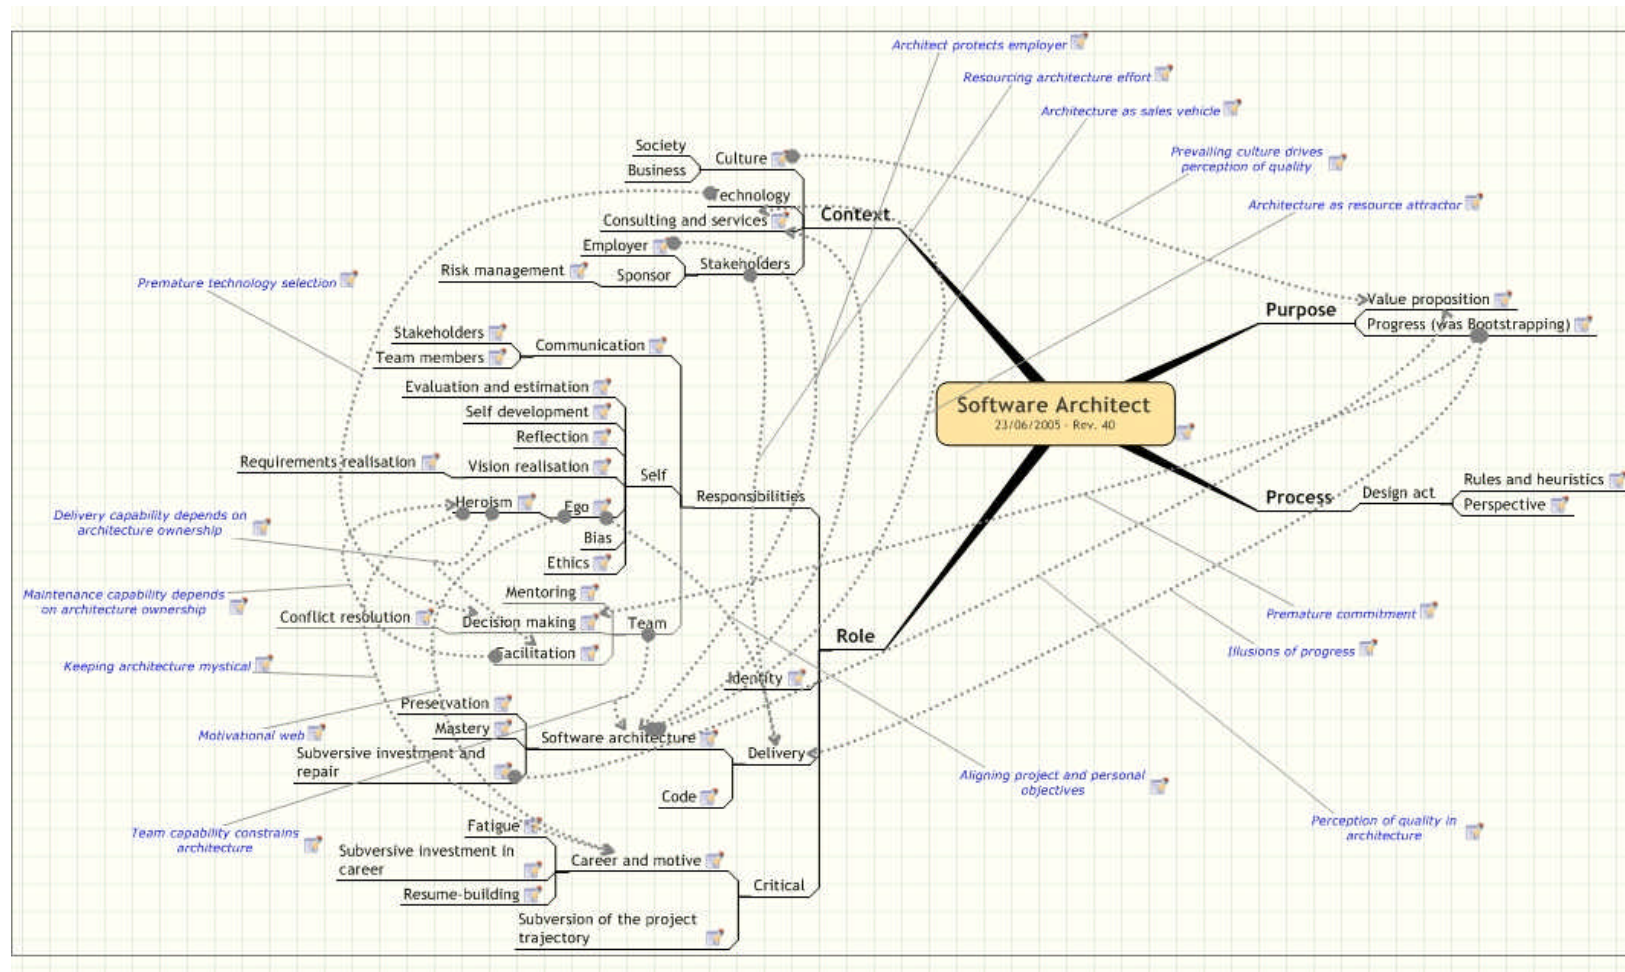 Architect protects employer
Resourcing architecture effort
Architecture as sales vehicle
Prevailing culture drives
perception of quality
Architecture as resource attractor
Society
Business
Culture
Technology
Consulting and services
Context
Employer
Stakeholders
Risk management
Sponsor
Premature technology selection
Purpose
Value proposition
Progress (was Bootstrapping)
Stakeholders
Team members
Communication
Evaluation and estimation
Self development
Reflection
Requirements realisation
Vision realisation
Self
Responsibilities
Heroism
Ego
Bias
Ethics
Software Architect
23/06/2005 - Rev. 40
Process
Design act
Rules and heuristics
Perspective
Delivery capability depends on
architecture ownership
Maintenance capability depends
on architecture ownership
Mentoring
Conflict resolution
Decision making
Team
Facilitation
Role
Premature commitment
Illusions of progress
Keeping architecture mystical
Identity
Preservation
Mastery
Motivational web
Software architecture
Subversive investment and
repair
Delivery
Code
Aligning project and personal
objectives
Perception of quality in
architecture
Team capability constrains
architecture
Fatigue
Subversive investment in
career
Career and motive
Resume-building
Critical
Subversion of the project
trajectory